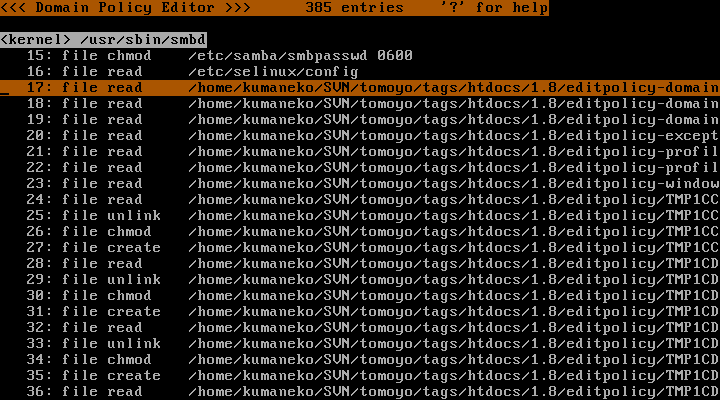 <<< Domain Policy Editor >>>      385 entries    '?' for help
<kernel> /usr/sbin/smbd
15: file chmod    /etc/samba/smbpasswd 0600
16: file read     /etc/selinux/config
17: file read     /home/kumaneko/SVN/tomoyo/tags/htdocs/1.8/editpolicy-domain
18: file read     /home/kumaneko/SVN/tomoyo/tags/htdocs/1.8/editpolicy-domain
19: file read     /home/kumaneko/SVN/tomoyo/tags/htdocs/1.8/editpolicy-domain
20: file read     /home/kumaneko/SVN/tomoyo/tags/htdocs/1.8/editpolicy-except
21: file read     /home/kumaneko/SVN/tomoyo/tags/htdocs/1.8/editpolicy-profil
22: file read     /home/kumaneko/SVN/tomoyo/tags/htdocs/1.8/editpolicy-profil
23: file read     /home/kumaneko/SVN/tomoyo/tags/htdocs/1.8/editpolicy-window
24: file read     /home/kumaneko/SVN/tomoyo/tags/htdocs/1.8/editpolicy/TMP1CC
25: file unlink   /home/kumaneko/SVN/tomoyo/tags/htdocs/1.8/editpolicy/TMP1CC
26: file chmod    /home/kumaneko/SVN/tomoyo/tags/htdocs/1.8/editpolicy/TMP1CC
27: file create   /home/kumaneko/SVN/tomoyo/tags/htdocs/1.8/editpolicy/TMP1CC
28: file read     /home/kumaneko/SVN/tomoyo/tags/htdocs/1.8/editpolicy/TMP1CD
29: file unlink   /home/kumaneko/SVN/tomoyo/tags/htdocs/1.8/editpolicy/TMP1CD
30: file chmod    /home/kumaneko/SVN/tomoyo/tags/htdocs/1.8/editpolicy/TMP1CD
31: file create   /home/kumaneko/SVN/tomoyo/tags/htdocs/1.8/editpolicy/TMP1CD
32: file read     /home/kumaneko/SVN/tomoyo/tags/htdocs/1.8/editpolicy/TMP1CD
33: file unlink   /home/kumaneko/SVN/tomoyo/tags/htdocs/1.8/editpolicy/TMP1CD
34: file chmod    /home/kumaneko/SVN/tomoyo/tags/htdocs/1.8/editpolicy/TMP1CD
35: file create   /home/kumaneko/SVN/tomoyo/tags/htdocs/1.8/editpolicy/TMP1CD
36: file read     /home/kumaneko/SVN/tomoyo/tags/htdocs/1.8/editpolicy/TMP1CD